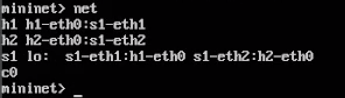 mininet> net
h1 h1-eth0:s1-eth1
h2 h2-eth0:s1-eth2
s1 lo:  s1-eth1:h1-eth0 s1-eth2:h2-eth0
c0
mininet> _